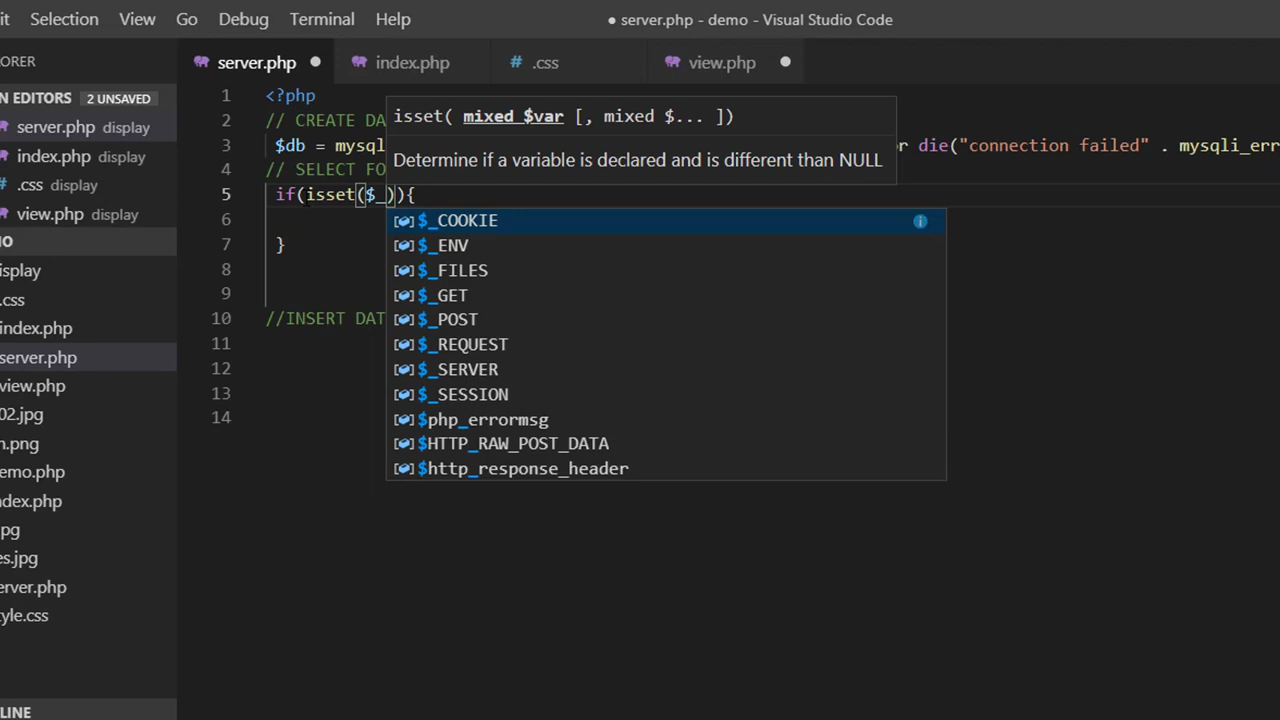 it Selection View Go Debug Terminal Help ● server.php - demo - Visual Studio Code
ORER
server.php ● index.php # .css view.php ●
N EDITORS 2 UNSAVED
server.php display
index.php display
.css display
view.php display
MO
isplay
.css
index.php
server.php
view.php
02.jpg
n.png
emo.php
ndex.php
jpg
es.jpg
erver.php
tyle.css
LINE
1 <?php
2 // CREATE DA
3 $db = mysql or die("connection failed" . mysqli_err
4 // SELECT FO
5 if(isset($_)){
6
7 }
8
9
10 //INSERT DAT
11
12
13
14
isset( mixed $var [, mixed $... ])
Determine if a variable is declared and is different than NULL
$_COOKIE
$_ENV
$_FILES
$_GET
$_POST
$_REQUEST
$_SERVER
$_SESSION
$php_errormsg
$HTTP_RAW_POST_DATA
$http_response_header